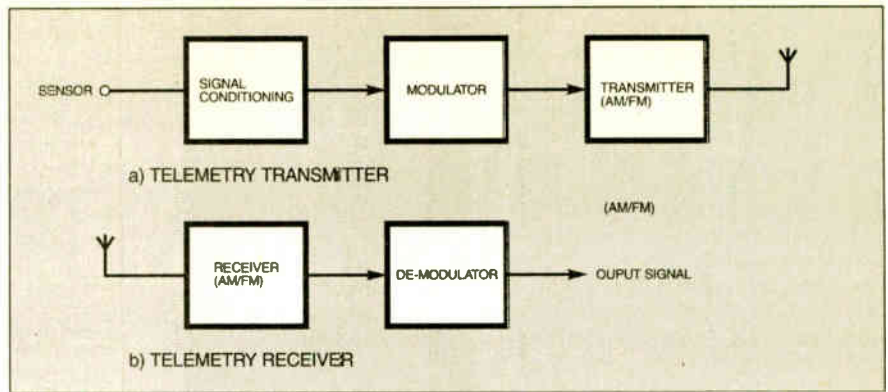 SENSOR
SIGNAL
CONDITIONING
MODULATOR
TRANSMITTER
(AM/FM)
a) TELEMETRY TRANSMITTER
(AM/FM)
RECEIVER
(AM/FM)
DE-MODULATOR
OUPUT SIGNAL
b) TELEMETRY RECEIVER